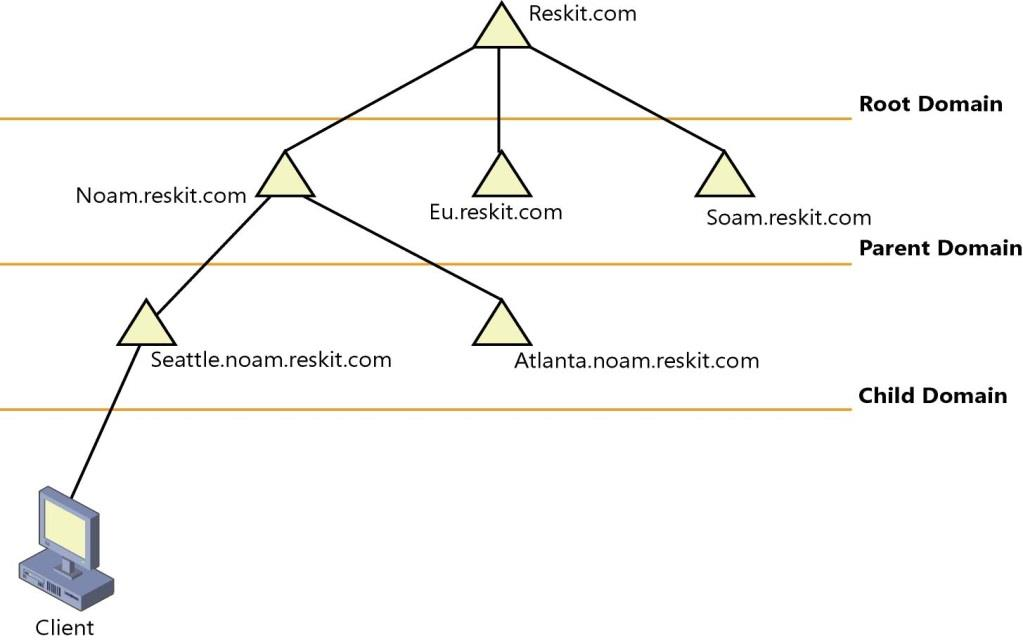 Reskit.com
Root Domain
Noam.reskit.com
Eu.reskit.com
Soam.reskit.com
Parent Domain
Seattle.noam.reskit.com
Atlanta.noam.reskit.com
Child Domain
Client